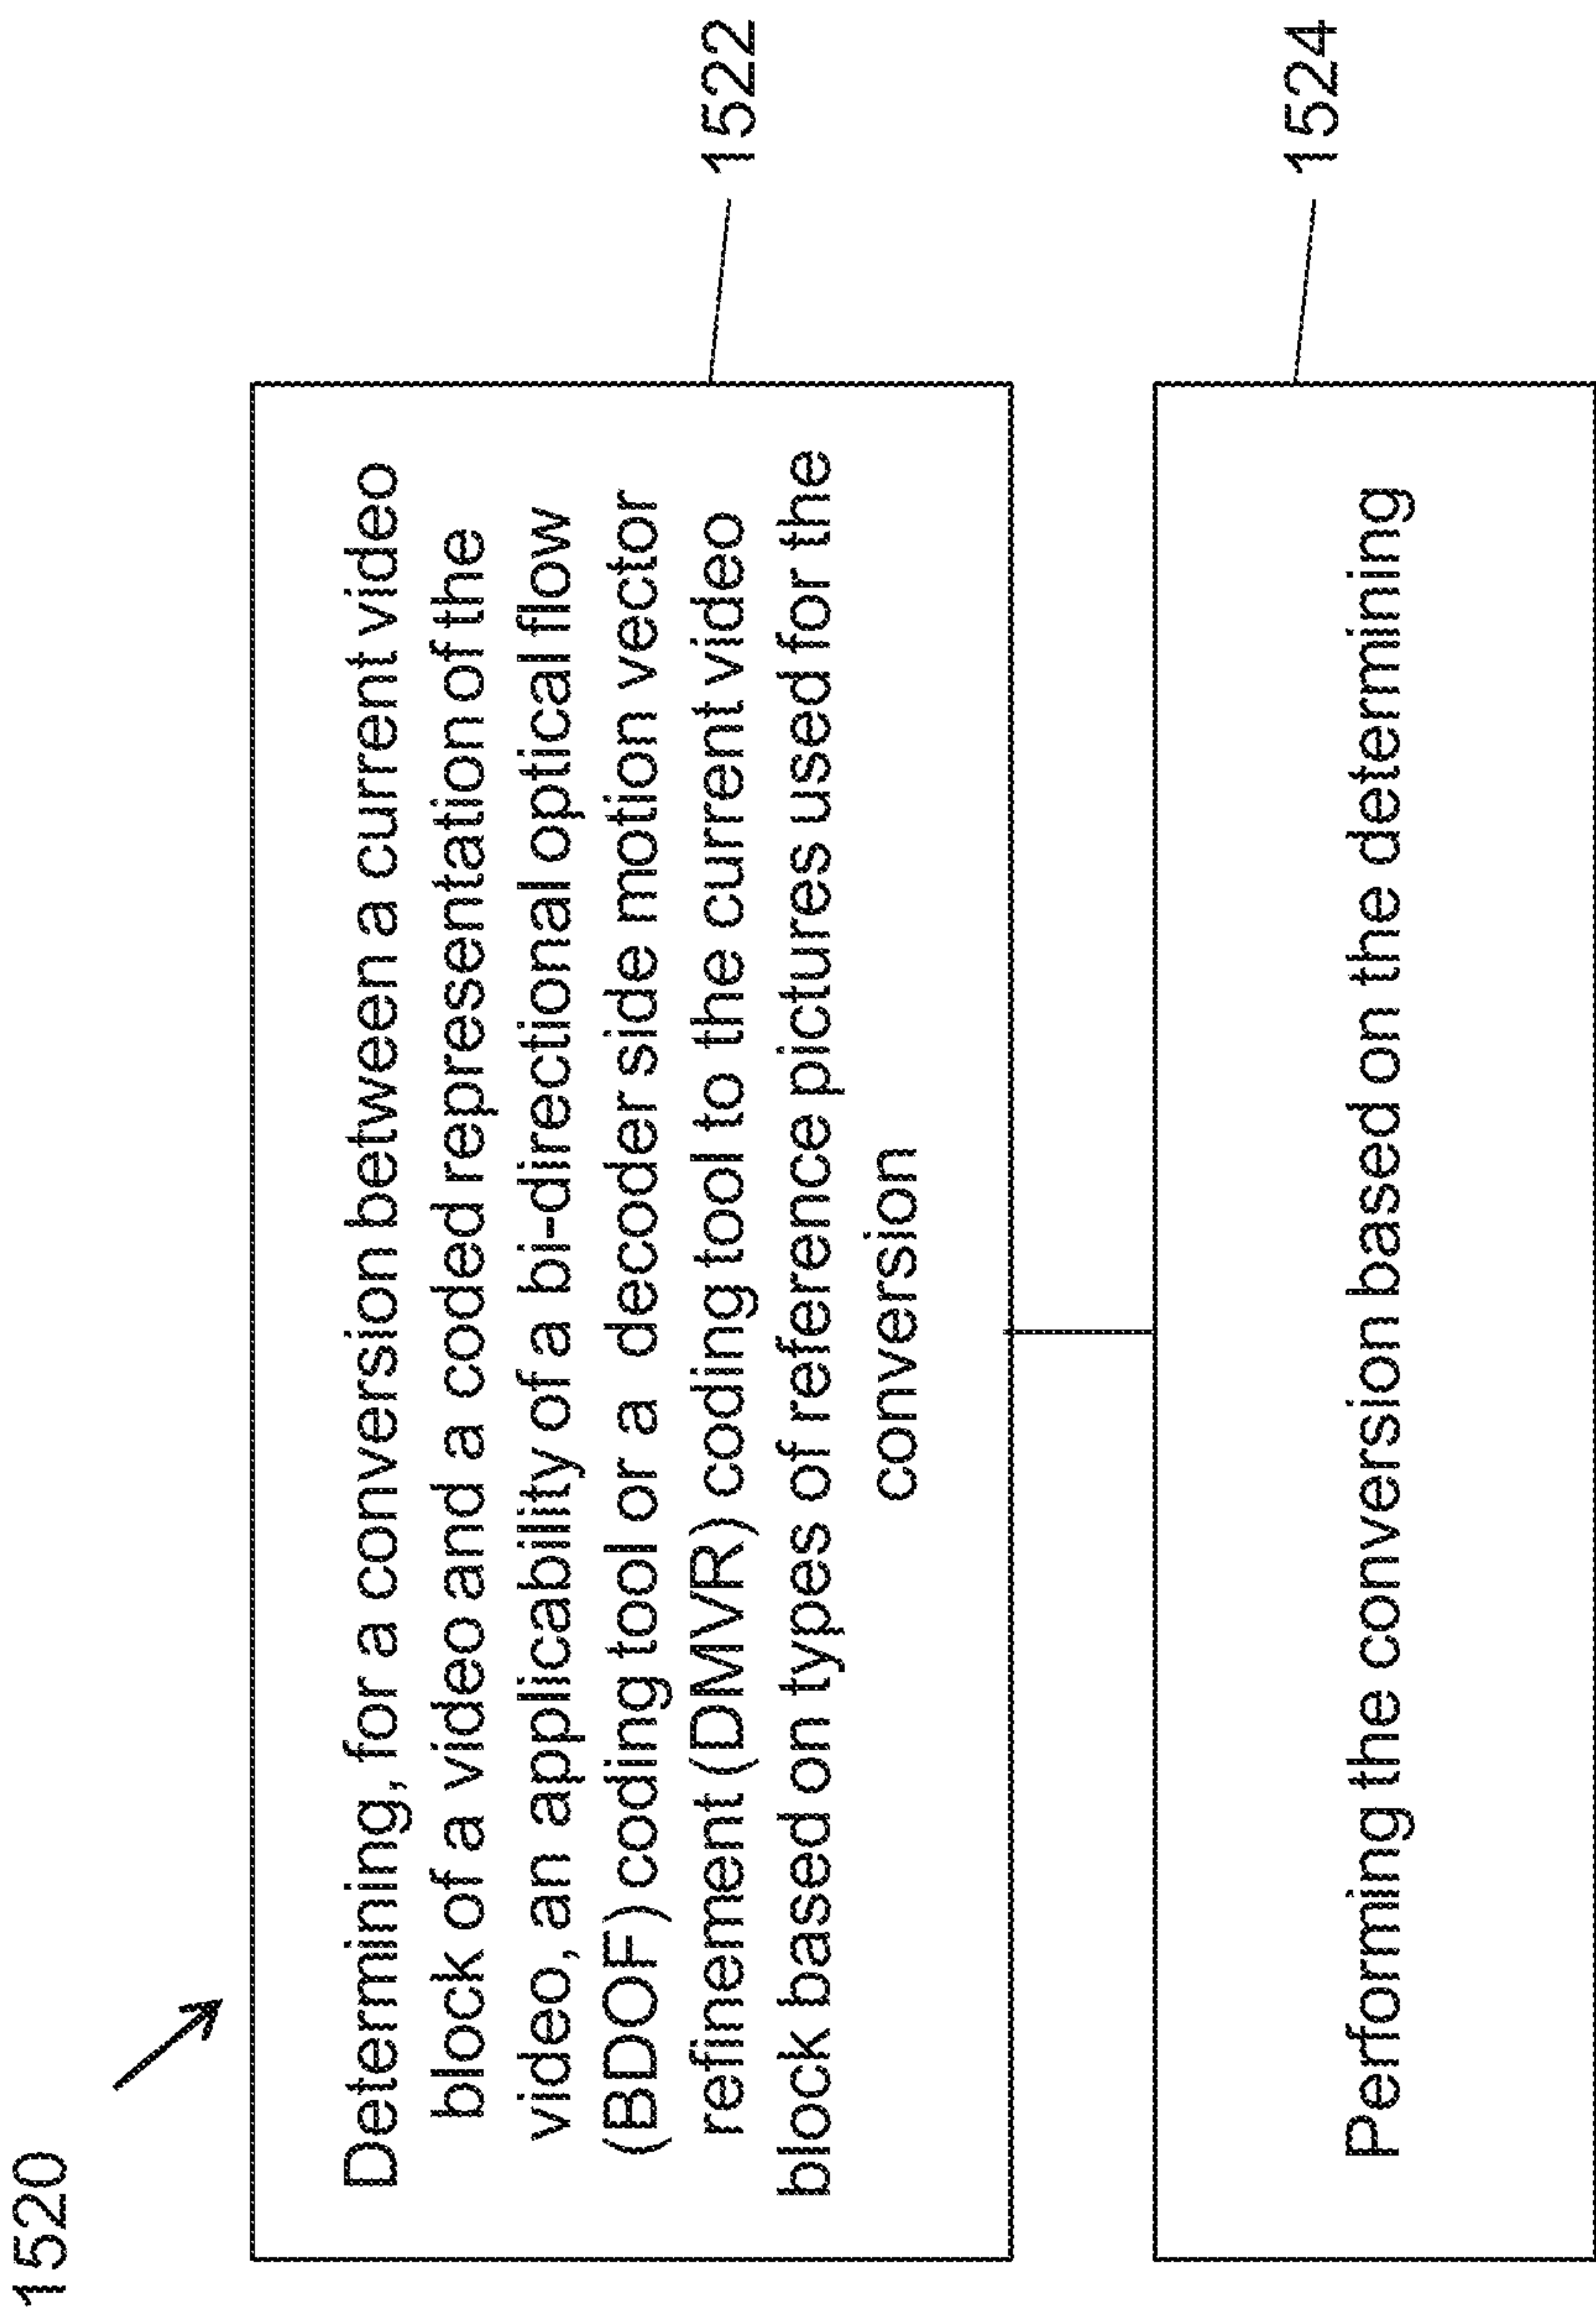 1520
Determining, for a conversion between a current video
block of a video and a coded representation of the
video, an applicability of a bi-directional optical flow
(BDOF) coding tool or a decoder side motion vector
refinement (DMVR) coding tool to the current video
block based on types of reference pictures used for the
conversion
1522
Performing the conversion based on the determining
1524